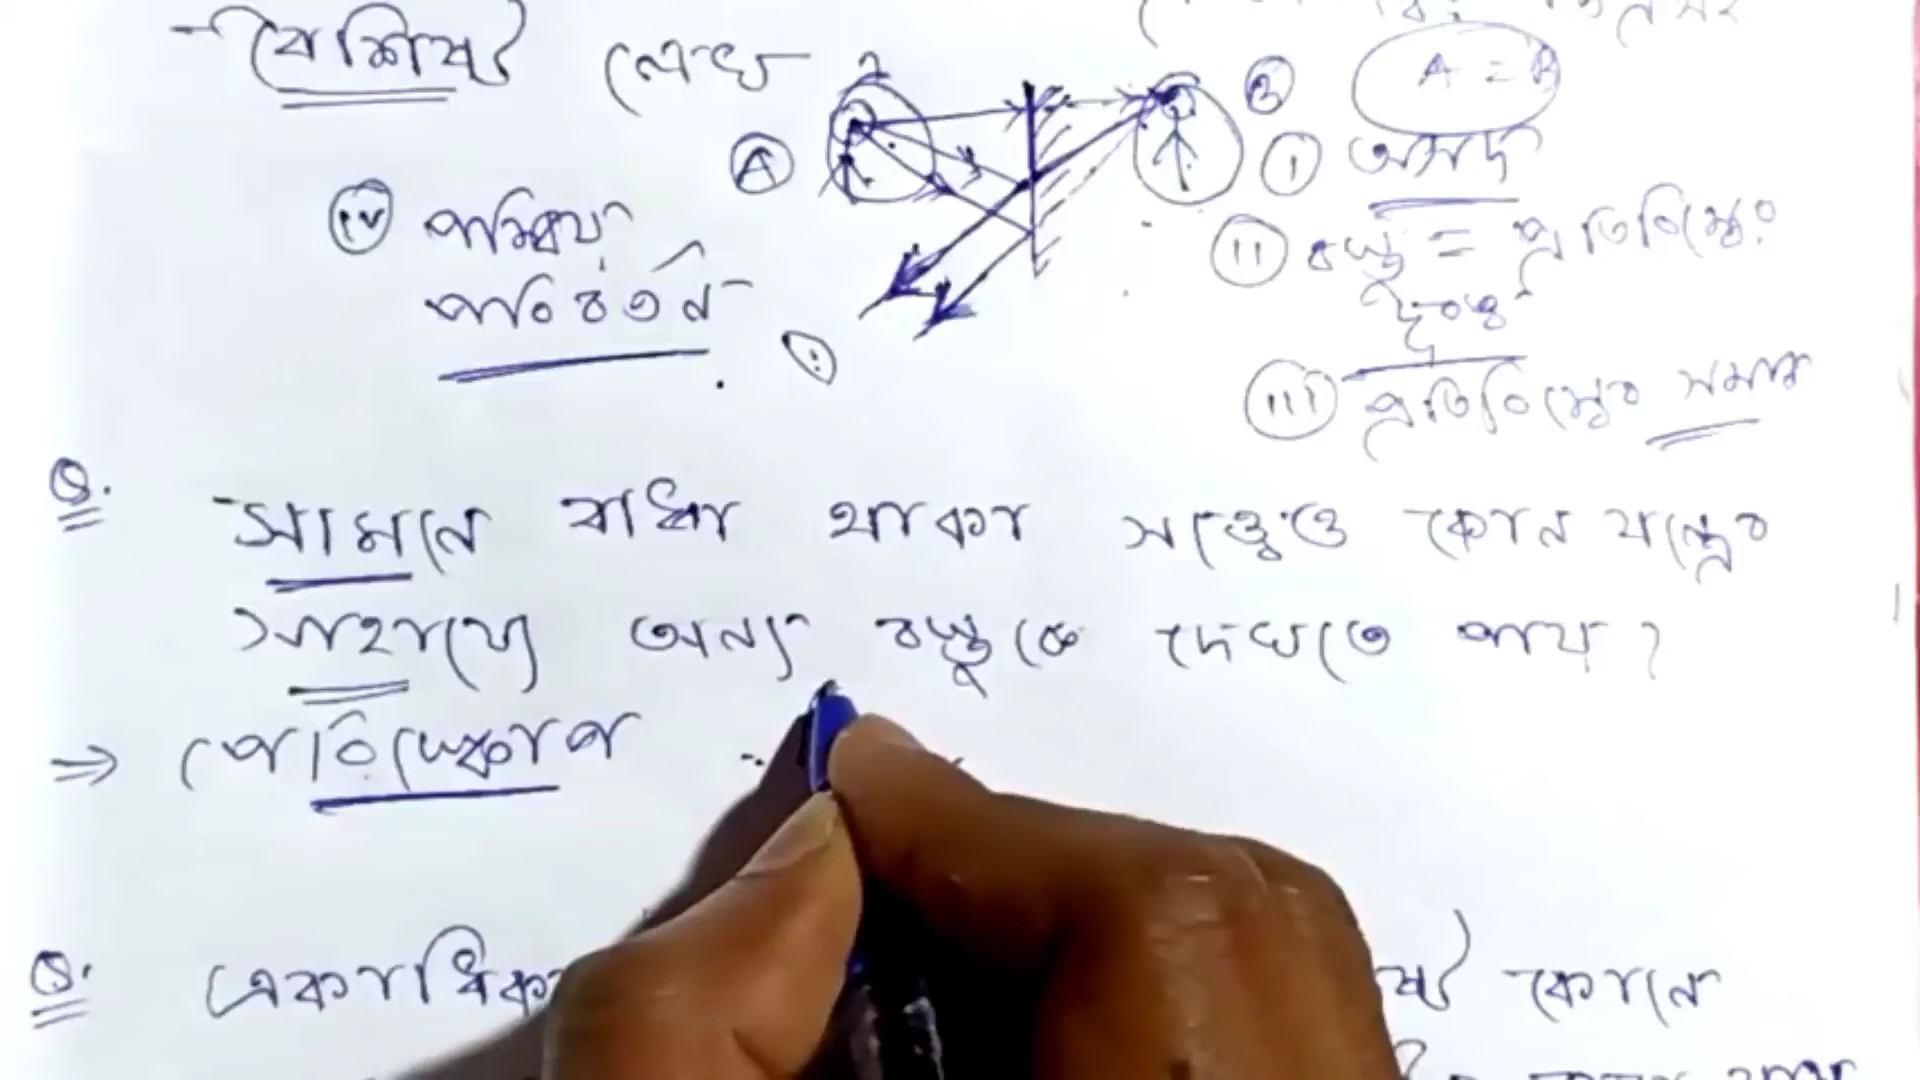 বৈশিষ্ট্য লেখ
A
B
A = B
i অসদ
ii বস্তু = প্রতিবিম্বের
দূরত্ব
iii প্রতিবিম্বের সমান
iv পার্শ্বীয়
পরিবর্তন
Q. সামনে বাধা থাকা সত্ত্বেও কোন যন্ত্রের
সাহায্যে অন্য বস্তুকে দেখতে পায়?
⇒ পেরিস্কোপ
Q. একাধিক কোনে